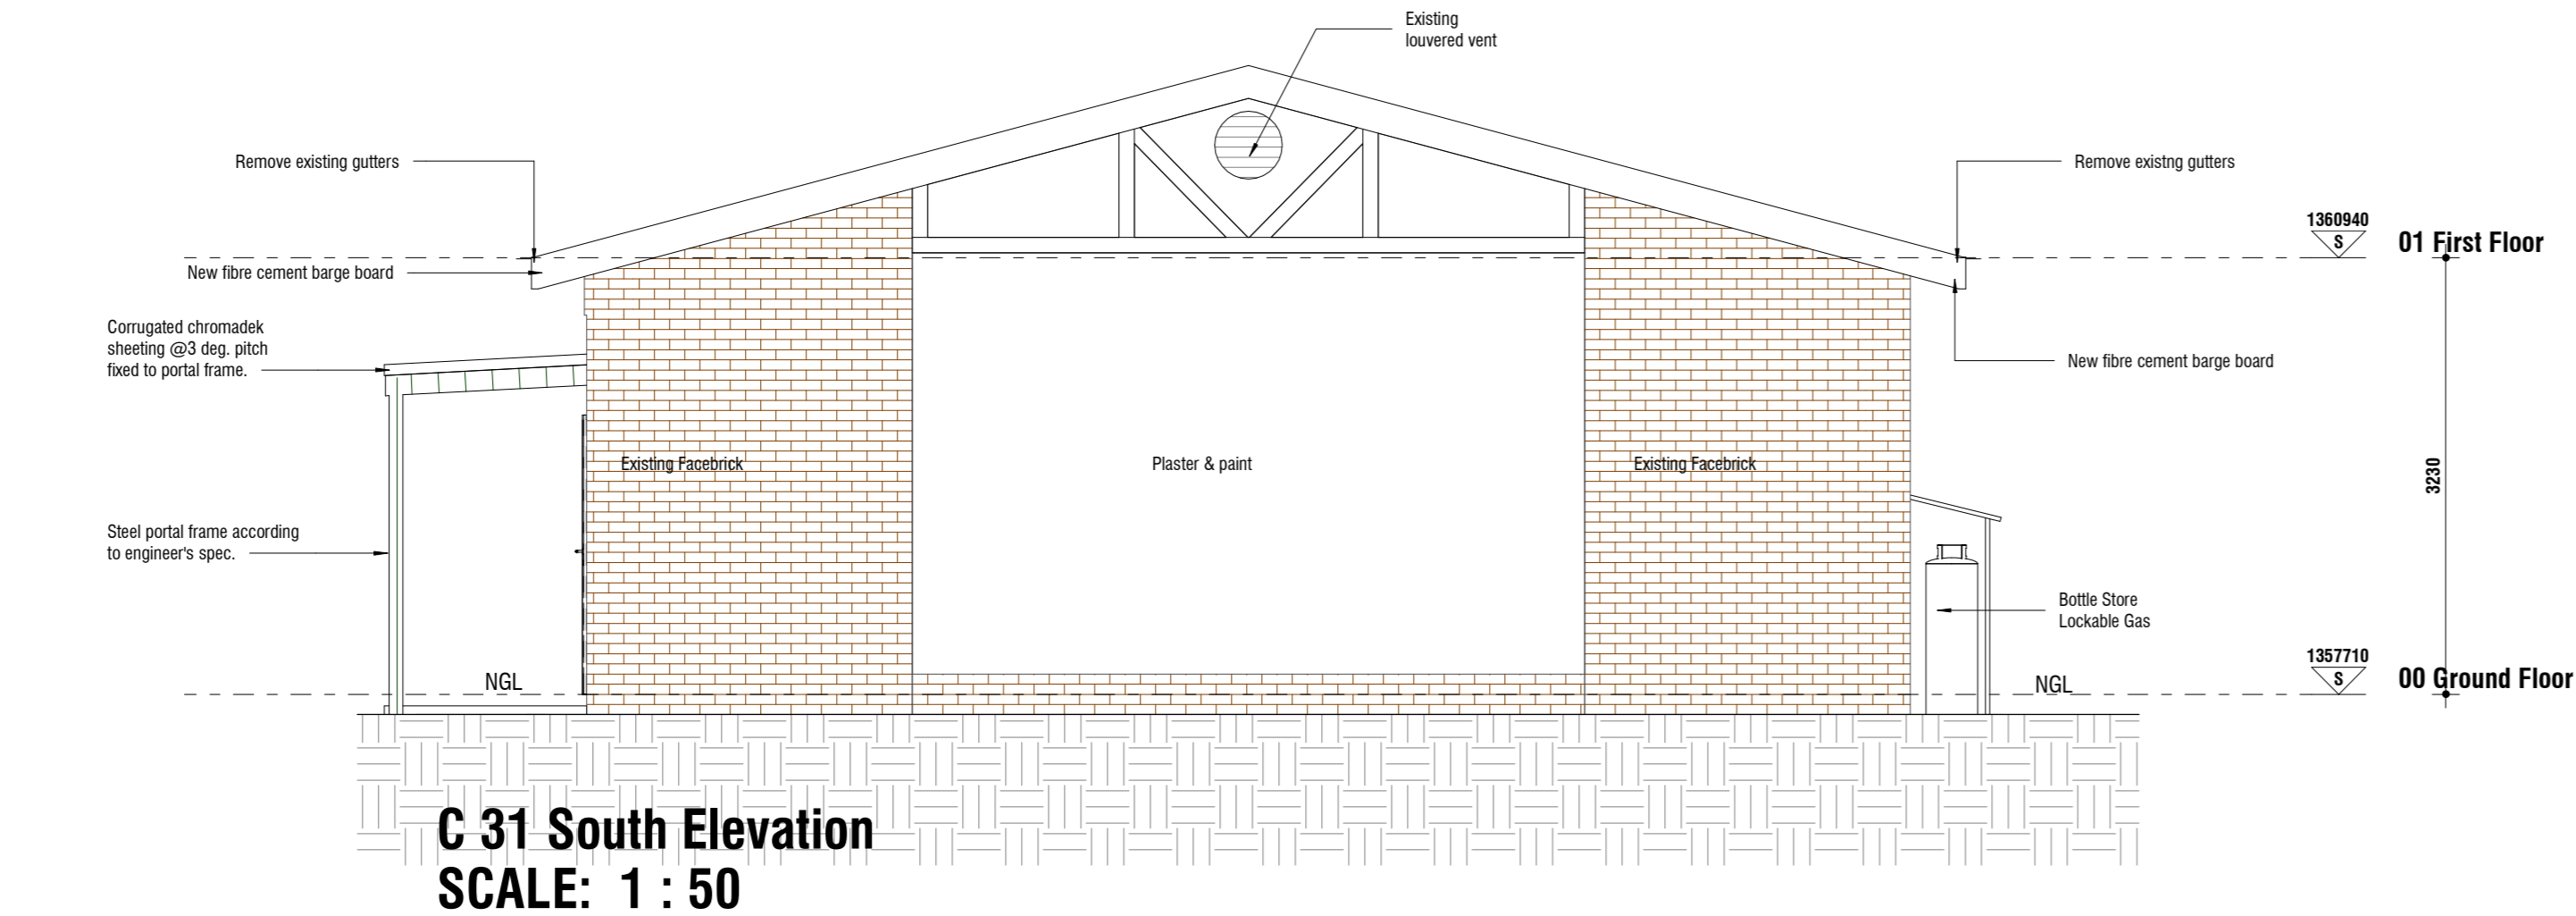 Existing
louvered vent
Remove existing gutters
Remove existng gutters
1360940
S
01 First Floor
New fibre cement barge board
Corrugated chromadek
sheeting @3 deg. pitch
fixed to portal frame.
New fibre cement barge board
Existing Facebrick
Plaster & paint
Existing Facebrick
3230
Steel portal frame according
to engineer's spec.
Bottle Store
Lockable Gas
1357710
S
00 Ground Floor
NGL
NGL
C 31 South Elevation
SCALE: 1 : 50